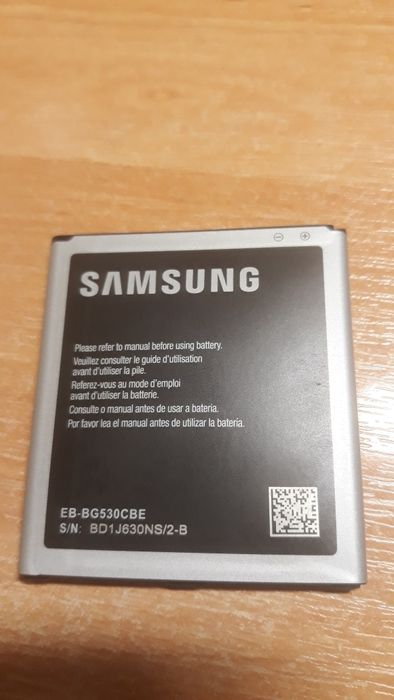 ⊖ ⊕
SAMSUNG
Please refer to manual before using battery.
Veuillez consulter le guide d'utilisation
avant d'utiliser la pile.
Referez-vous au mode d'emploi
avant d'utiliser la batterie.
Consulte o manual antes de usar a bateria.
Por favor lea el manual antes de utilizar la batería.
EB-BG530CBE
S/N: BD1J630NS/2-B